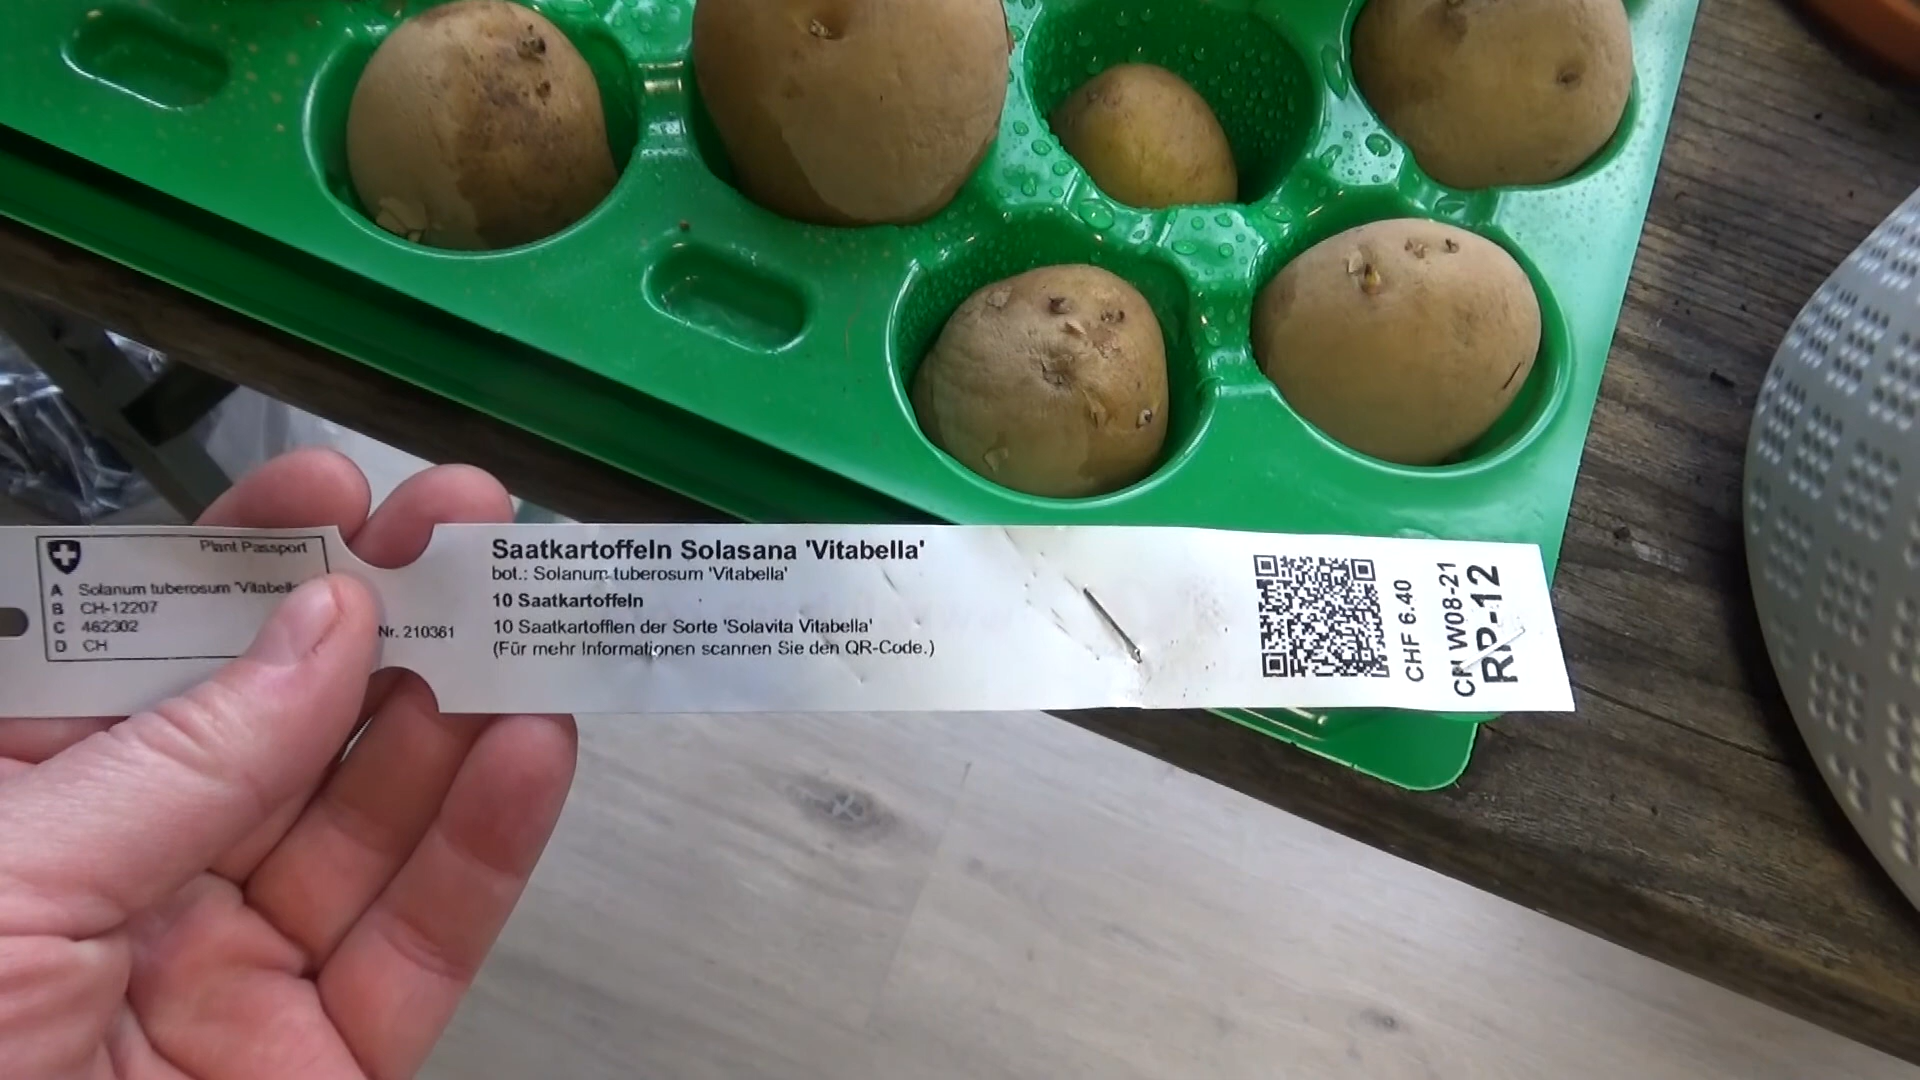 Plant Passport
A Solanum tuberosum 'Vitabella
B CH-12207
C 462302
D CH
Nr. 210361
Saatkartoffeln Solasana 'Vitabella'
bot.: Solanum tuberosum 'Vitabella'
10 Saatkartoffeln
10 Saatkartofflen der Sorte 'Solavita Vitabella'
(Für mehr Informationen scannen Sie den QR-Code.)
CHF 6.40
W08-21
RP-12